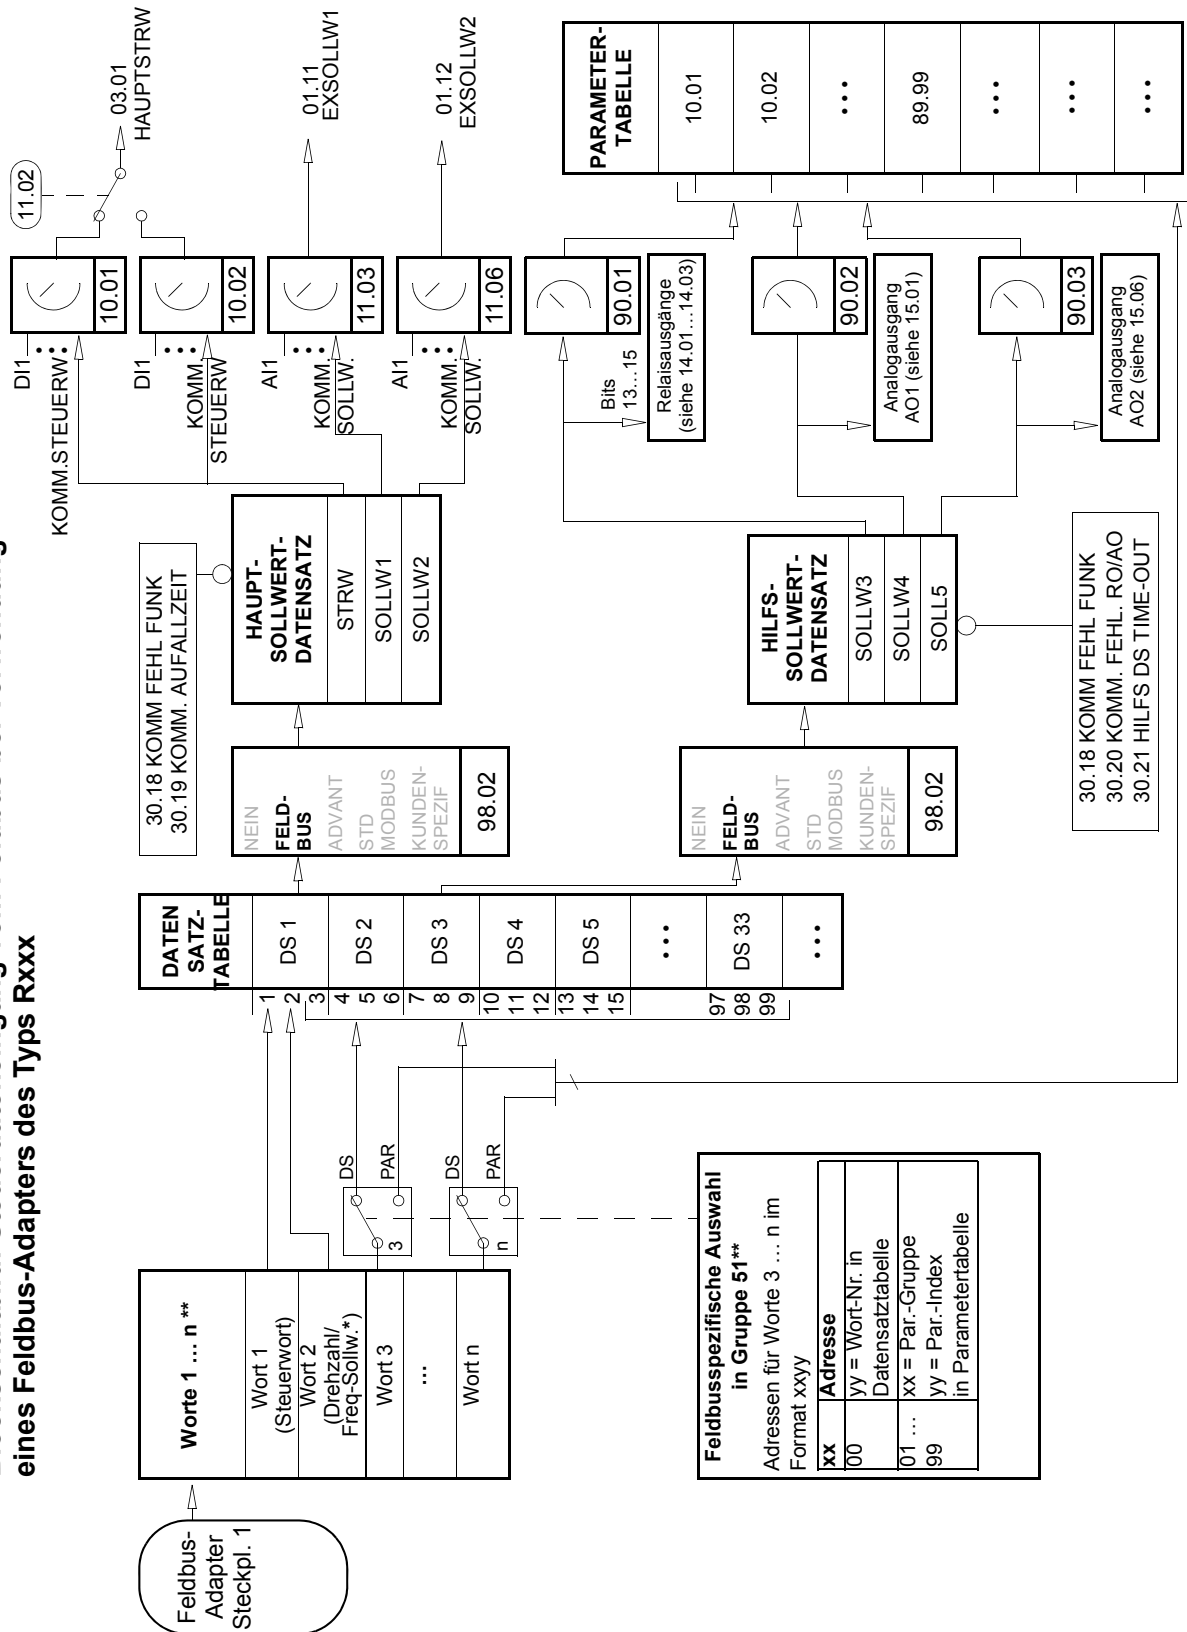 eines Feldbus-Adapters des Typs Rxxx
Feldbus-
Adapter
Steckpl. 1
Worte 1 … n **
Wort 1
(Steuerwort)
Wort 2
(Drehzahl/
Freq-Sollw.*)
Wort 3
...
Wort n
3
DS
PAR
n
DS
PAR
Feldbusspezifische Auswahl
in Gruppe 51**
Adressen für Worte 3 … n im
Format xxyy
xx Adresse
00 yy = Wort-Nr. in
Datensatztabelle
01 … xx = Par.-Gruppe
99 yy = Par.-Index
in Parametertabelle
DATEN
SATZ-
TABELLE
1
2
3
DS 1
4
5
6
DS 2
7
8
9
DS 3
10
11
12
DS 4
13
14
15
DS 5
• • •
97
98
99
DS 33
• • •
NEIN
FELD-
BUS
ADVANT
STD
MODBUS
KUNDEN-
SPEZIF
98.02
NEIN
FELD-
BUS
ADVANT
STD
MODBUS
KUNDEN-
SPEZIF
98.02
30.18 KOMM FEHL FUNK
30.19 KOMM. AUFALLZEIT
HAUPT-
SOLLWERT-
DATENSATZ
STRW
SOLLW1
SOLLW2
HILFS-
SOLLWERT-
DATENSATZ
SOLLW3
SOLLW4
SOLL5
30.18 KOMM FEHL FUNK
30.20 KOMM. FEHL. RO/AO
30.21 HILFS DS TIME-OUT
DI1
• • •
KOMM.STEUERW.
10.01
DI1
• • •
KOMM.
STEUERW
10.02
AI1
• • •
KOMM.
SOLLW.
11.03
AI1
• • •
KOMM.
SOLLW.
11.06
11.02
03.01
HAUPTSTRW
01.11
EXSOLLW1
01.12
EXSOLLW2
90.01
Bits
13…15
Relaisausgänge
(siehe 14.01…14.03)
90.02
Analogausgang
AO1 (siehe 15.01)
90.03
Analogausgang
AO2 (siehe 15.06)
PARAMETER-
TABELLE
10.01
10.02
• • •
89.99
• • •
• • •
• • •